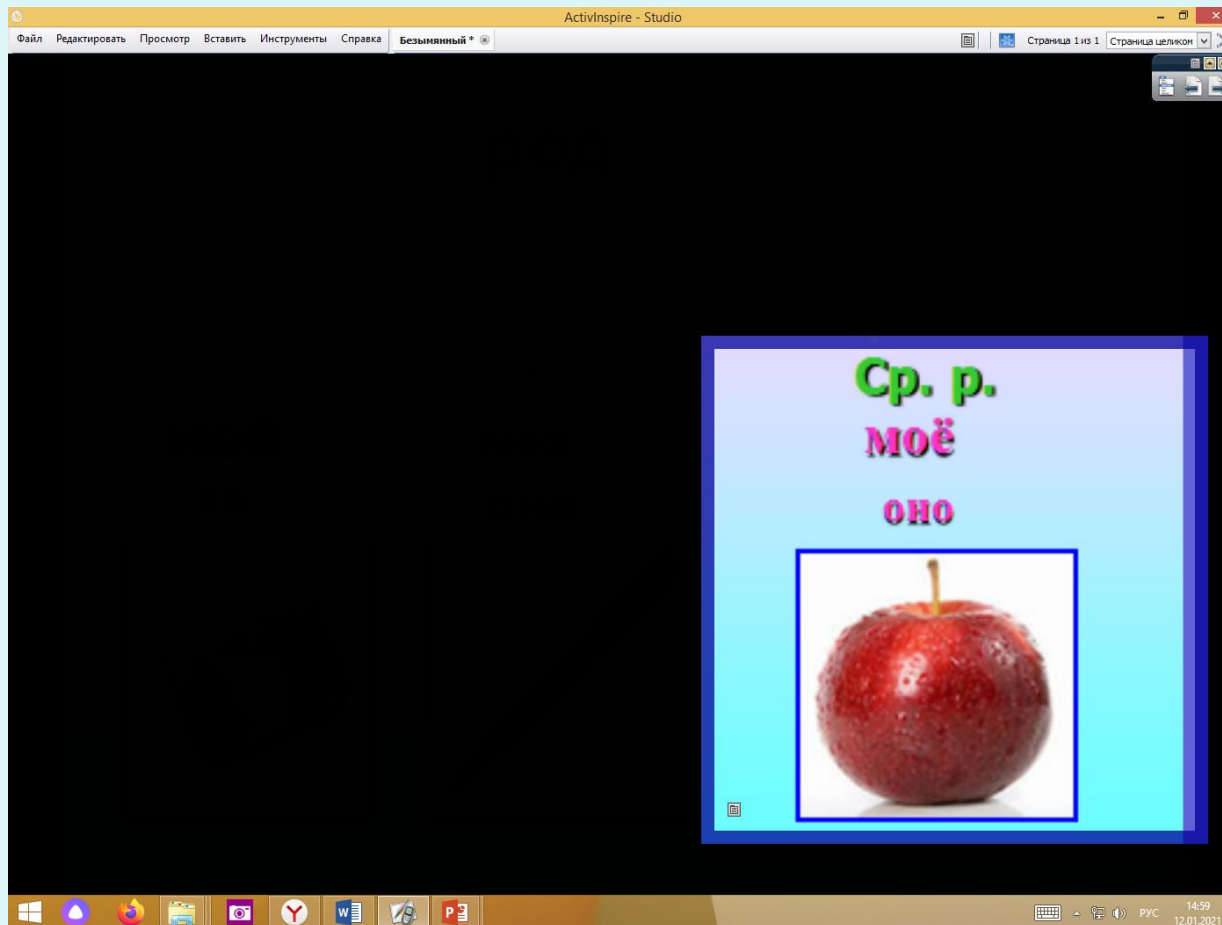 ActivInspire - Studio
Файл Редактировать Просмотр Вставить Инструменты Справка Безымянный * Страница 1 из 1 Страница целиком
Ср. р.
моё
оно
РУС 14:59
12.01.2021